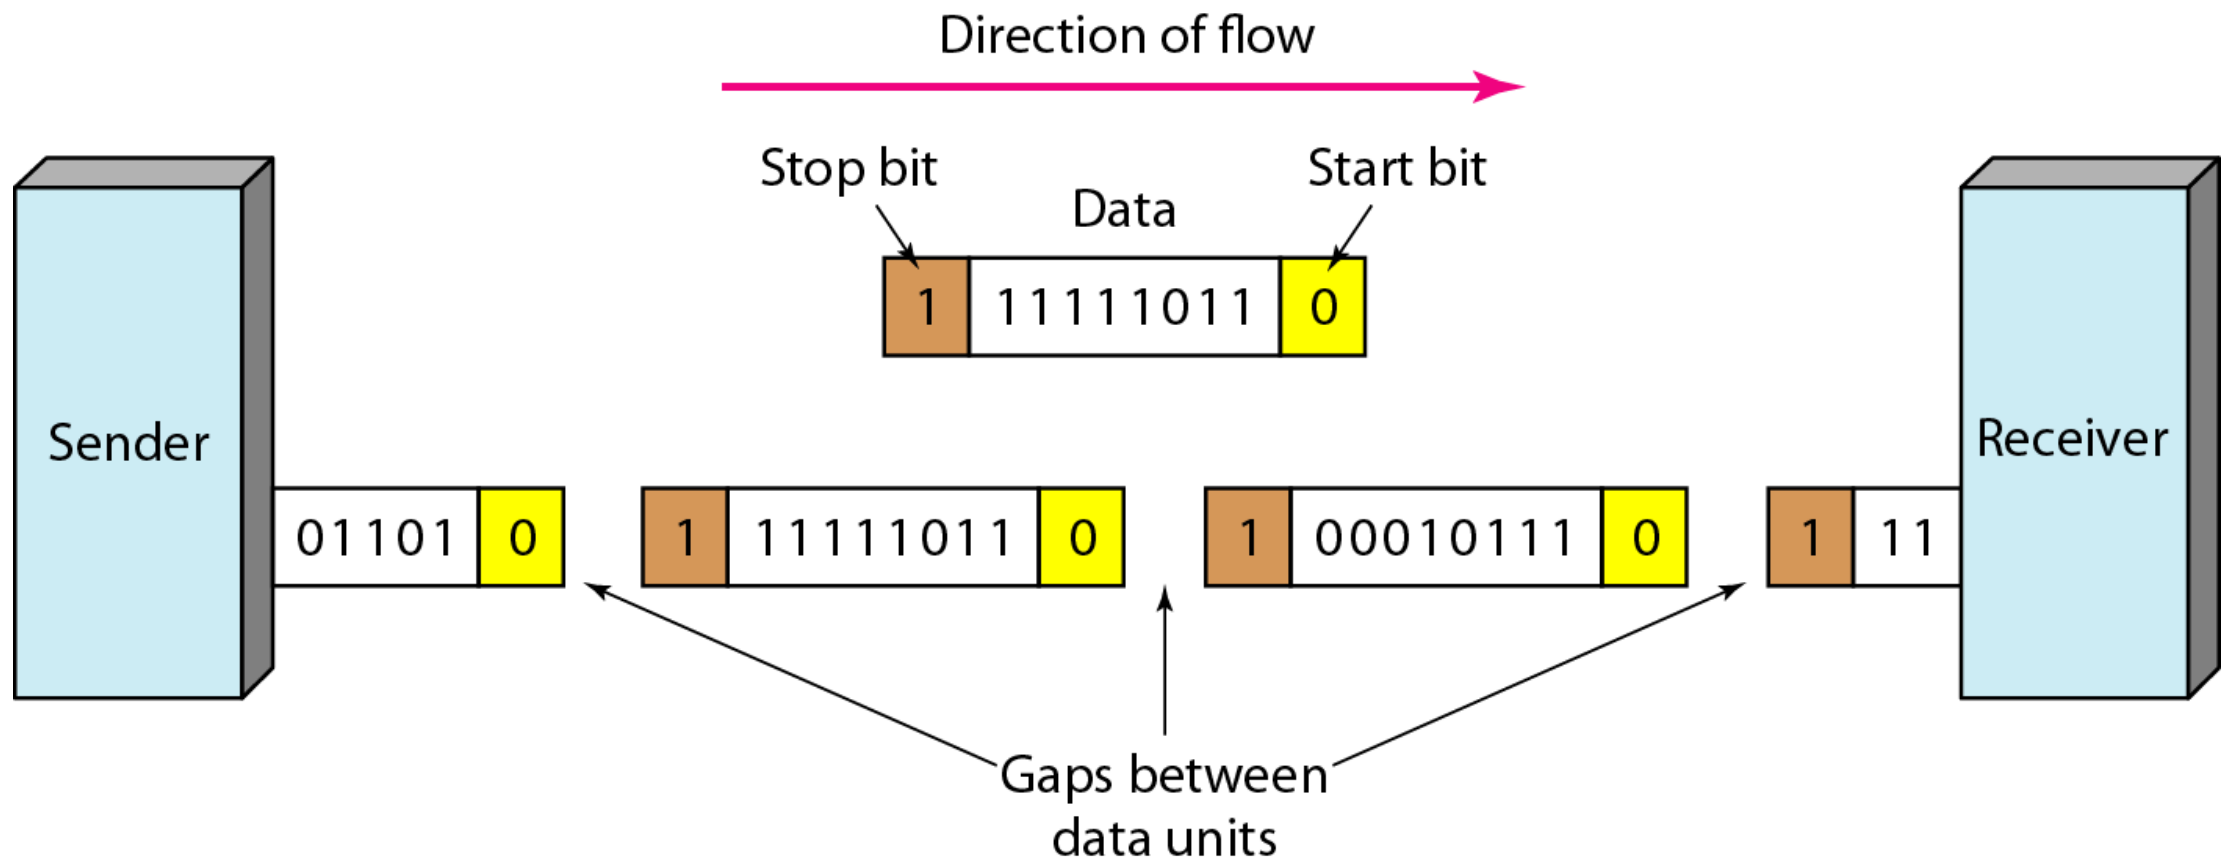 Direction of flow
Stop bit
Start bit
Data
1 11111011 0
Sender
Receiver
01101 0 1 11111011 0 1 00010111 0 1 11
Gaps between
data units